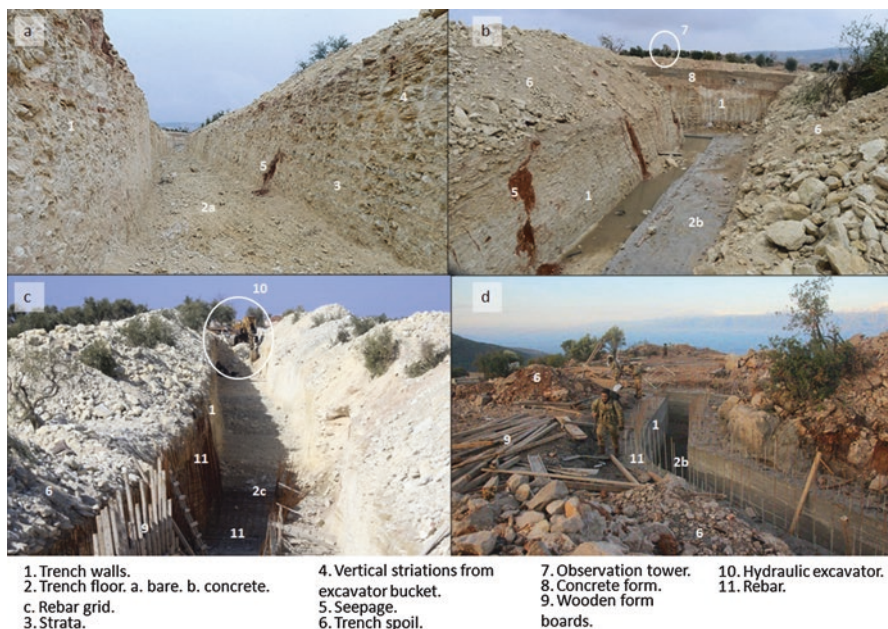 a
1
4
5
3
2a
b
7
8
6
1
6
5
1
2b
c
10
1
11
2c
6
9
11
d
6
9
1
11
2b
6
1. Trench walls.
2. Trench floor. a. bare. b. concrete.
c. Rebar grid.
3. Strata.
4. Vertical striations from
excavator bucket.
5. Seepage.
6. Trench spoil.
7. Observation tower.
8. Concrete form.
9. Wooden form
boards.
10. Hydraulic excavator.
11. Rebar.